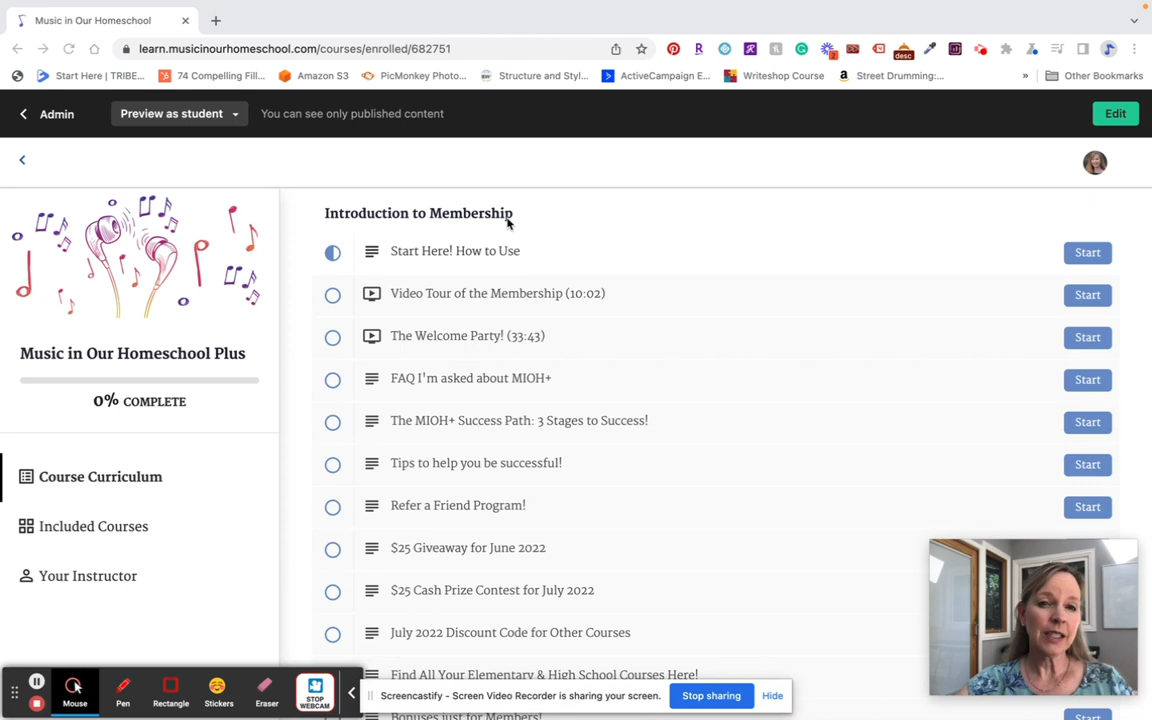 Music in Our Homeschool
learn.musicinourhomeschool.com/courses/enrolled/682751
2
desc
Start Here | TRIBE...
74 Compelling Fill...
Amazon S3
PicMonkey Photo...
Structure and Styl...
ActiveCampaign E...
Writeshop Course
Street Drumming:...
»
Other Bookmarks
Admin
Preview as student
You can see only published content
Edit
Music in Our Homeschool Plus
0% COMPLETE
Course Curriculum
Included Courses
Your Instructor
Introduction to Membership
Start Here! How to Use
Start
Video Tour of the Membership (10:02)
Start
The Welcome Party! (33:43)
Start
FAQ I'm asked about MIOH+
Start
The MIOH+ Success Path: 3 Stages to Success!
Start
Tips to help you be successful!
Start
Refer a Friend Program!
Start
$25 Giveaway for June 2022
$25 Cash Prize Contest for July 2022
July 2022 Discount Code for Other Courses
Find All Your Elementary & High School Courses Here!
Bonuses just for Members!
Start
Mouse
Pen
Rectangle
Stickers
Eraser
STOP
WEBCAM
Screencastify - Screen Video Recorder is sharing your screen.
Stop sharing
Hide